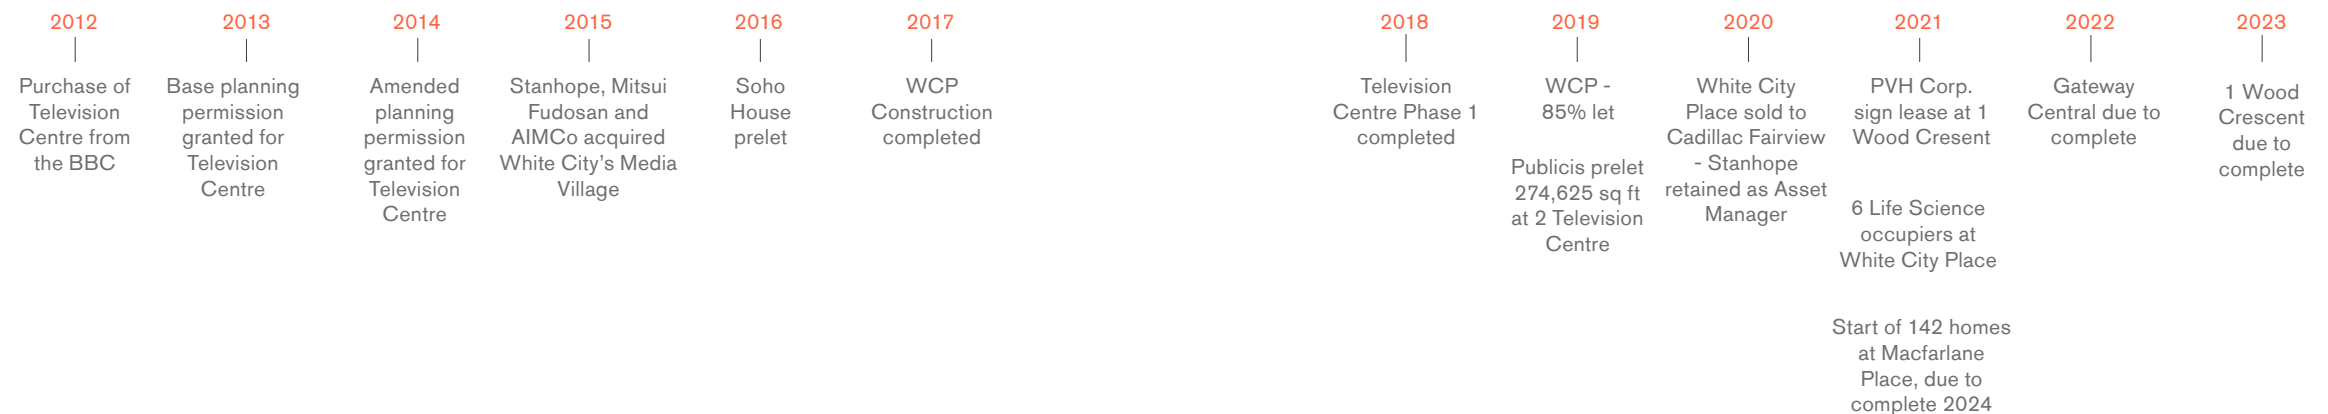 2012
Purchase of
Television
Centre from
the BBC
2013
Base planning
permission
granted for
Television
Centre
2014
Amended
planning
permission
granted for
Television
Centre
2015
Stanhope, Mitsui
Fudosan and
AIMCo acquired
White City’s Media
Village
2016
Soho
House
prelet
2017
WCP
Construction
completed
2018
Television
Centre Phase 1
completed
2019
WCP -
85% let
Publicis prelet
274,625 sq ft
at 2 Television
Centre
2020
White City
Place sold to
Cadillac Fairview
- Stanhope
retained as Asset
Manager
2021
PVH Corp.
sign lease at 1
Wood Cresent
6 Life Science
occupiers at
White City Place
Start of 142 homes
at Macfarlane
Place, due to
complete 2024
2022
Gateway
Central due to
complete
2023
1 Wood
Crescent
due to
complete